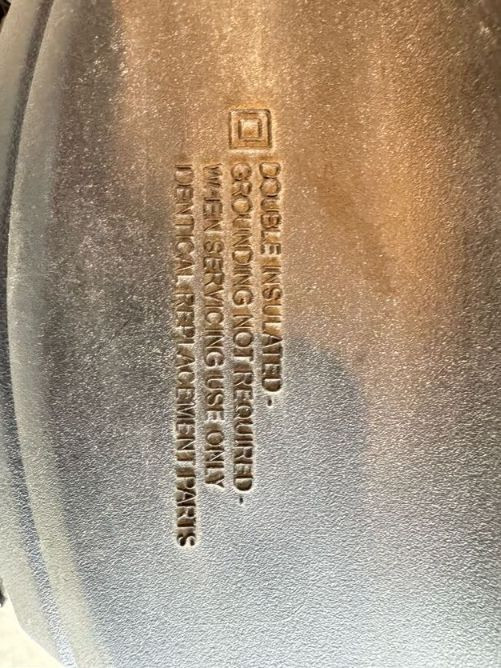 DOUBLE INSULATED-
GROUNDING NOT REQUIRED-
WHEN SERVICING USE ONLY
IDENTICAL REPLACEMENT PARTS